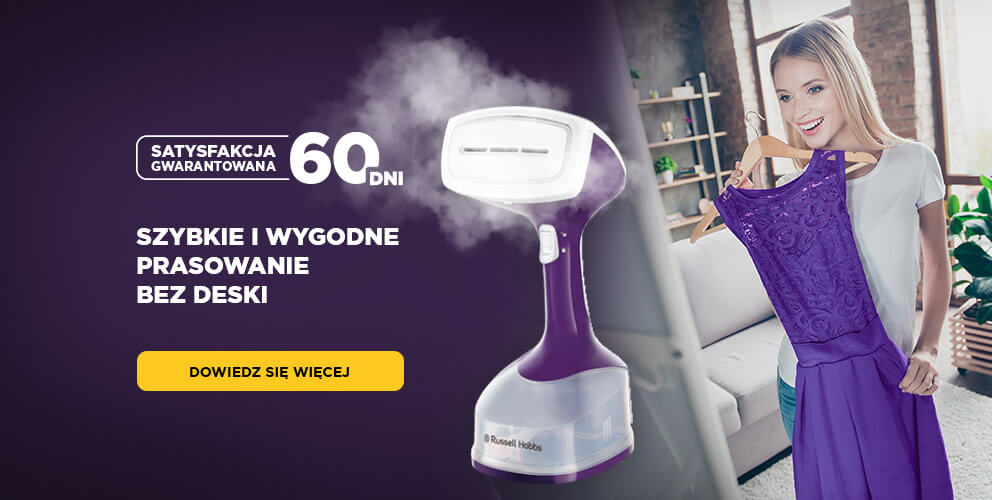 SATYSFAKCJA
GWARANTOWANA
60 DNI
SZYBKIE I WYGODNE
PRASOWANIE
BEZ DESKI
DOWIEDZ SIĘ WIĘCEJ
Russell Hobbs